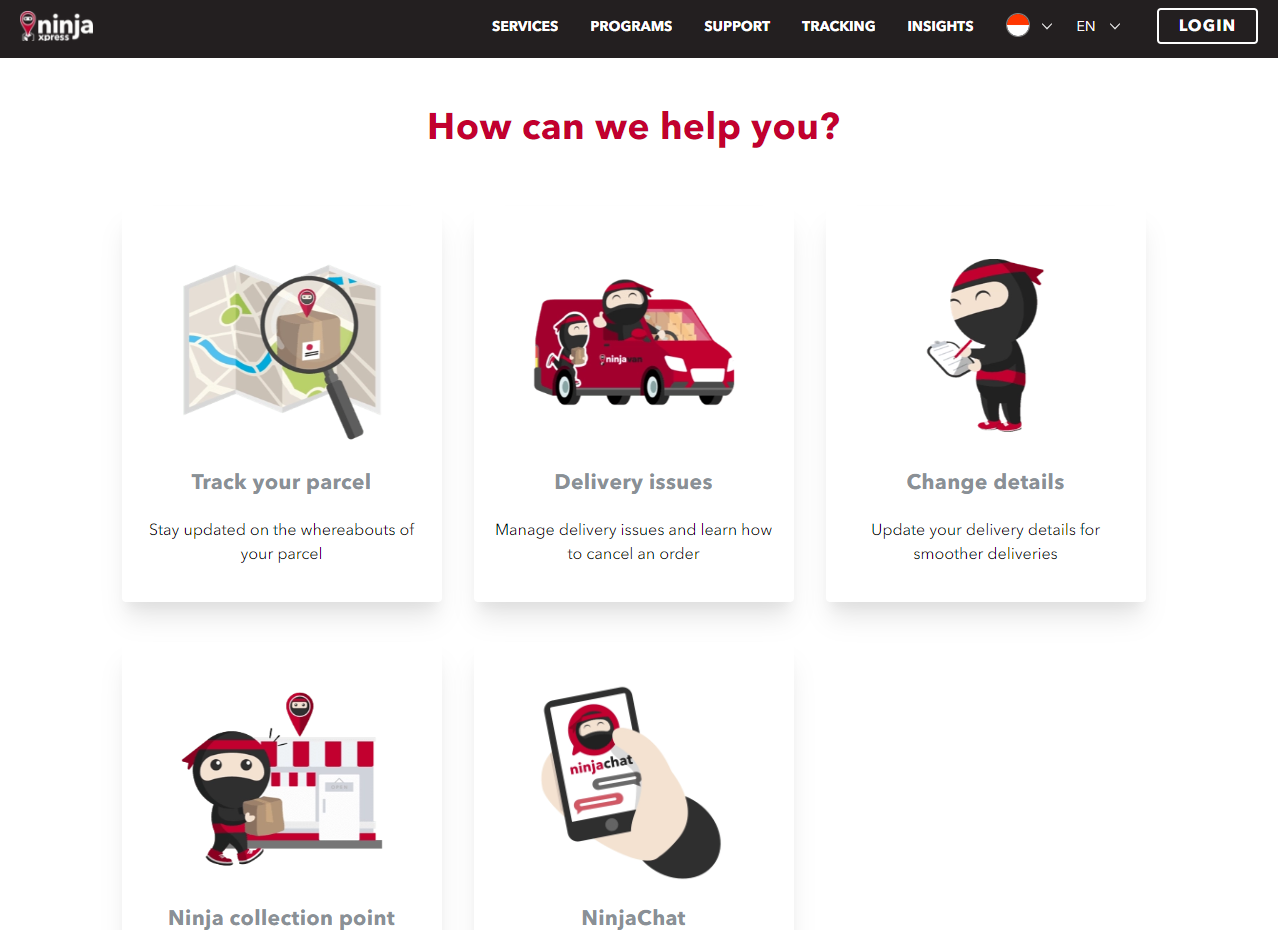 ninja
xpress
SERVICES
PROGRAMS
SUPPORT
TRACKING
INSIGHTS
EN
LOGIN
How can we help you?
ninjavan
Track your parcel
Stay updated on the whereabouts of
your parcel
Delivery issues
Manage delivery issues and learn how
to cancel an order
Change details
Update your delivery details for
smoother deliveries
OPEN
Ninja collection point
ninjachat
NinjaChat